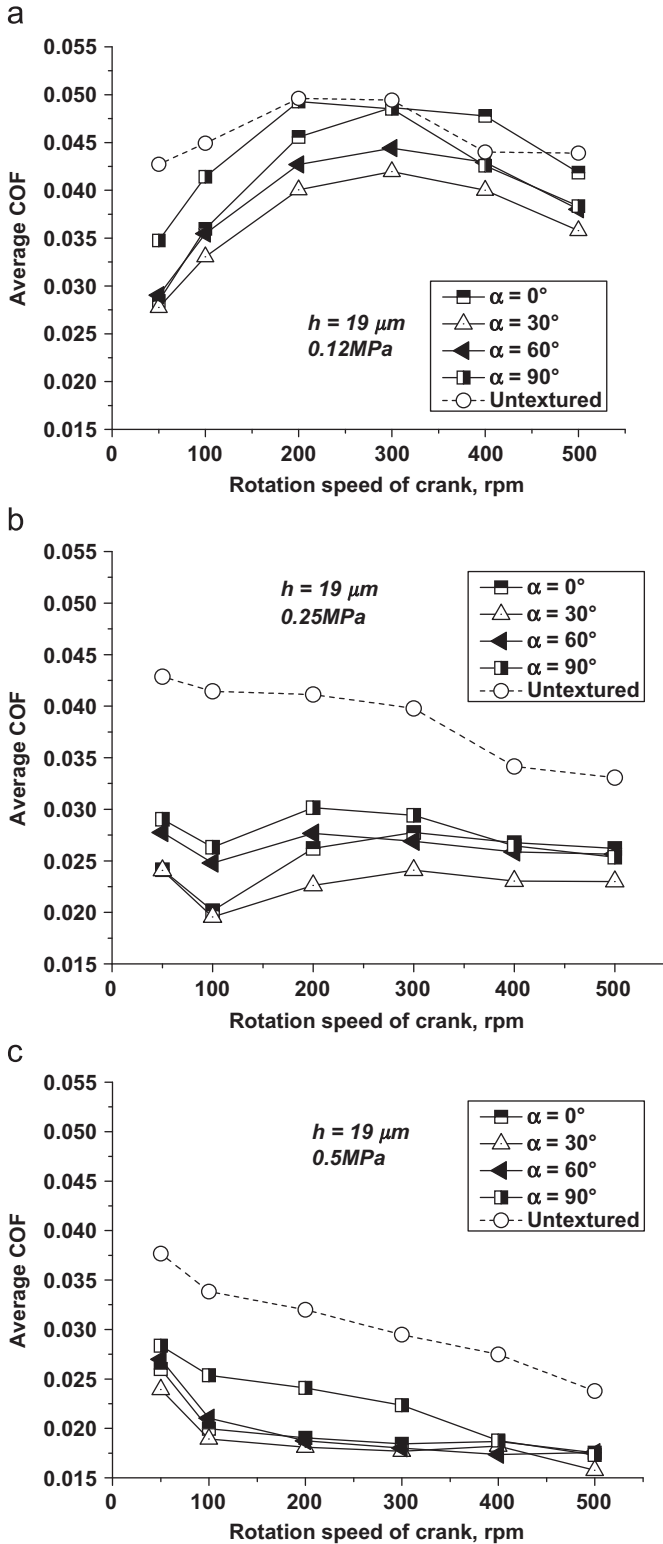 a
0.055
0.050
0.045
0.040
0.035
0.030
0.025
0.020
0.015
Average COF
h = 19 μm
0.12MPa
α = 0°
α = 30°
α = 60°
α = 90°
Untextured
0 100 200 300 400 500
Rotation speed of crank, rpm
b
0.055
0.050
0.045
0.040
0.035
0.030
0.025
0.020
0.015
Average COF
h = 19 μm
0.25MPa
α = 0°
α = 30°
α = 60°
α = 90°
Untextured
0 100 200 300 400 500
Rotation speed of crank, rpm
c
0.055
0.050
0.045
0.040
0.035
0.030
0.025
0.020
0.015
Average COF
h = 19 μm
0.5MPa
α = 0°
α = 30°
α = 60°
α = 90°
Untextured
0 100 200 300 400 500
Rotation speed of crank, rpm